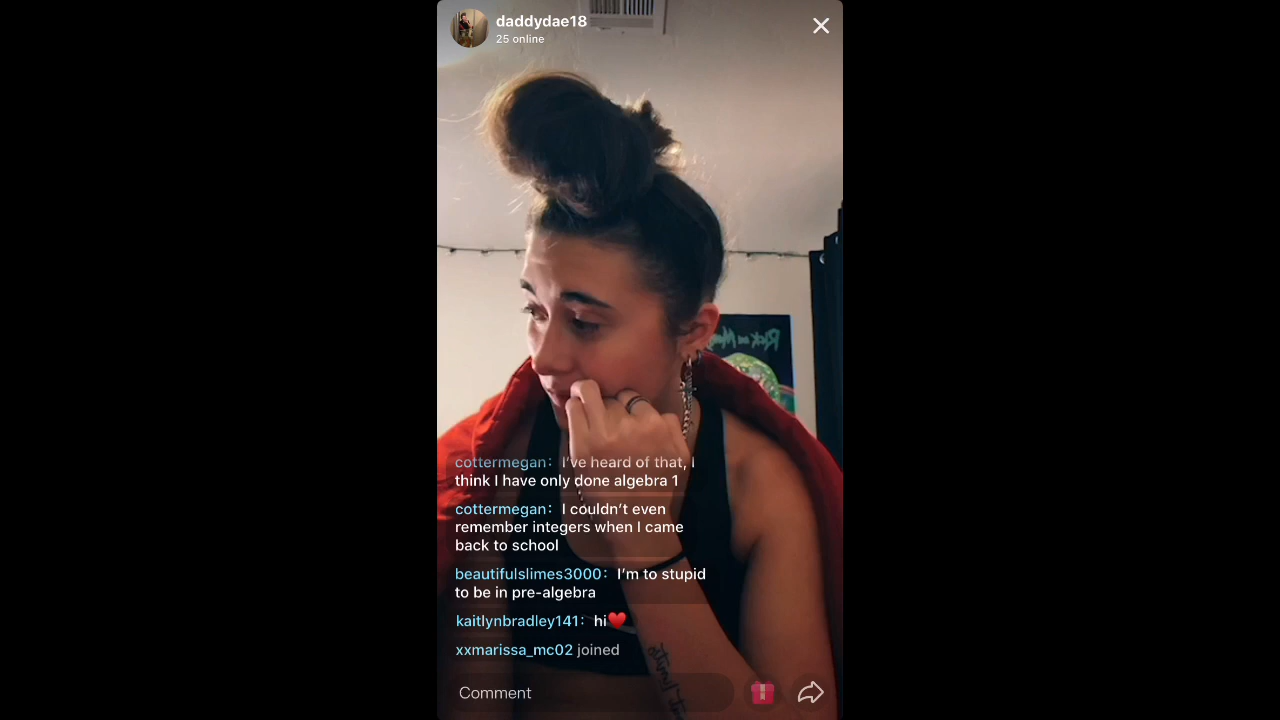 daddydae18
25 online
cottermegan: I've heard of that, I
think I have only done algebra 1
cottermegan: I couldn't even
remember integers when I came
back to school
beautifulslimes3000: I'm to stupid
to be in pre-algebra
kaitlynbradley141: hi❤️
xxmarissa_mc02 joined
Comment